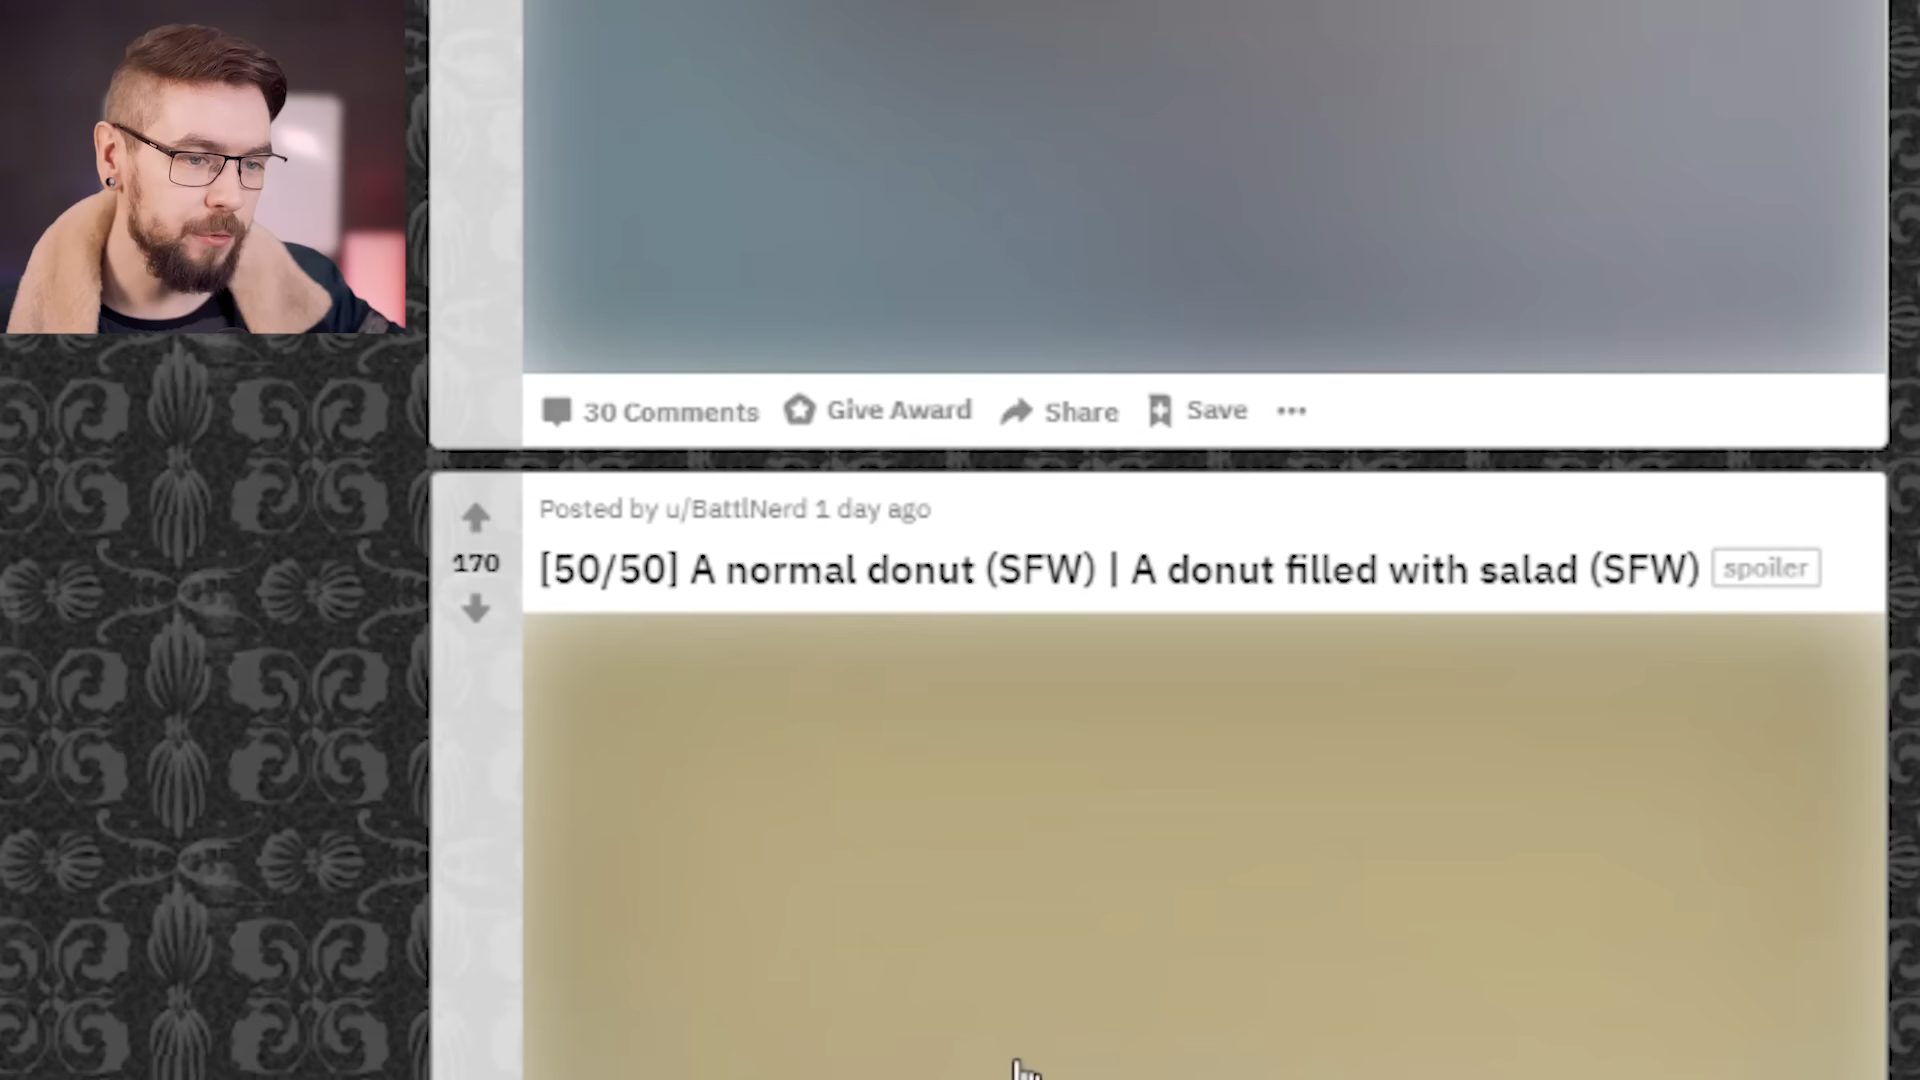 30 Comments Give Award Share Save
Posted by u/BattlNerd 1 day ago
170
[50/50] A normal donut (SFW) | A donut filled with salad (SFW) spoiler